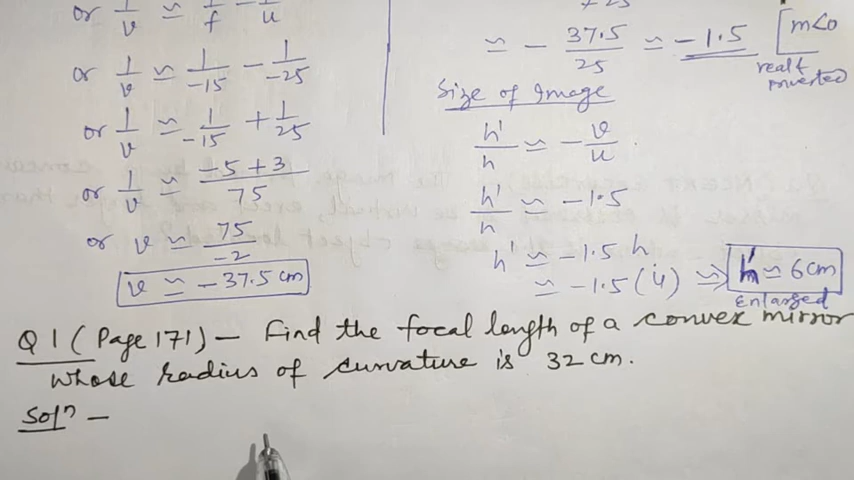 or 1/v ≃ 1/f - 1/u
or 1/v ≃ 1/-15 - 1/-25
or 1/v ≃ 1/-15 + 1/25
or 1/v ≃ -5 + 3/75
or v ≃ 75/-2
v ≃ -37.5 cm
+25
≃ - 37.5/25 ≃ -1.5 [m<0
real &
inverted
Size of Image
h'/h ≃ - v/u
h'/h ≃ -1.5
h' ≃ -1.5 h
≃ -1.5 (4) ⇒ h' ≃ 6cm
Enlarged
Q1 (Page 171) - Find the focal length of a convex mirror
whose radius of curvature is 32 cm.
Solⁿ -